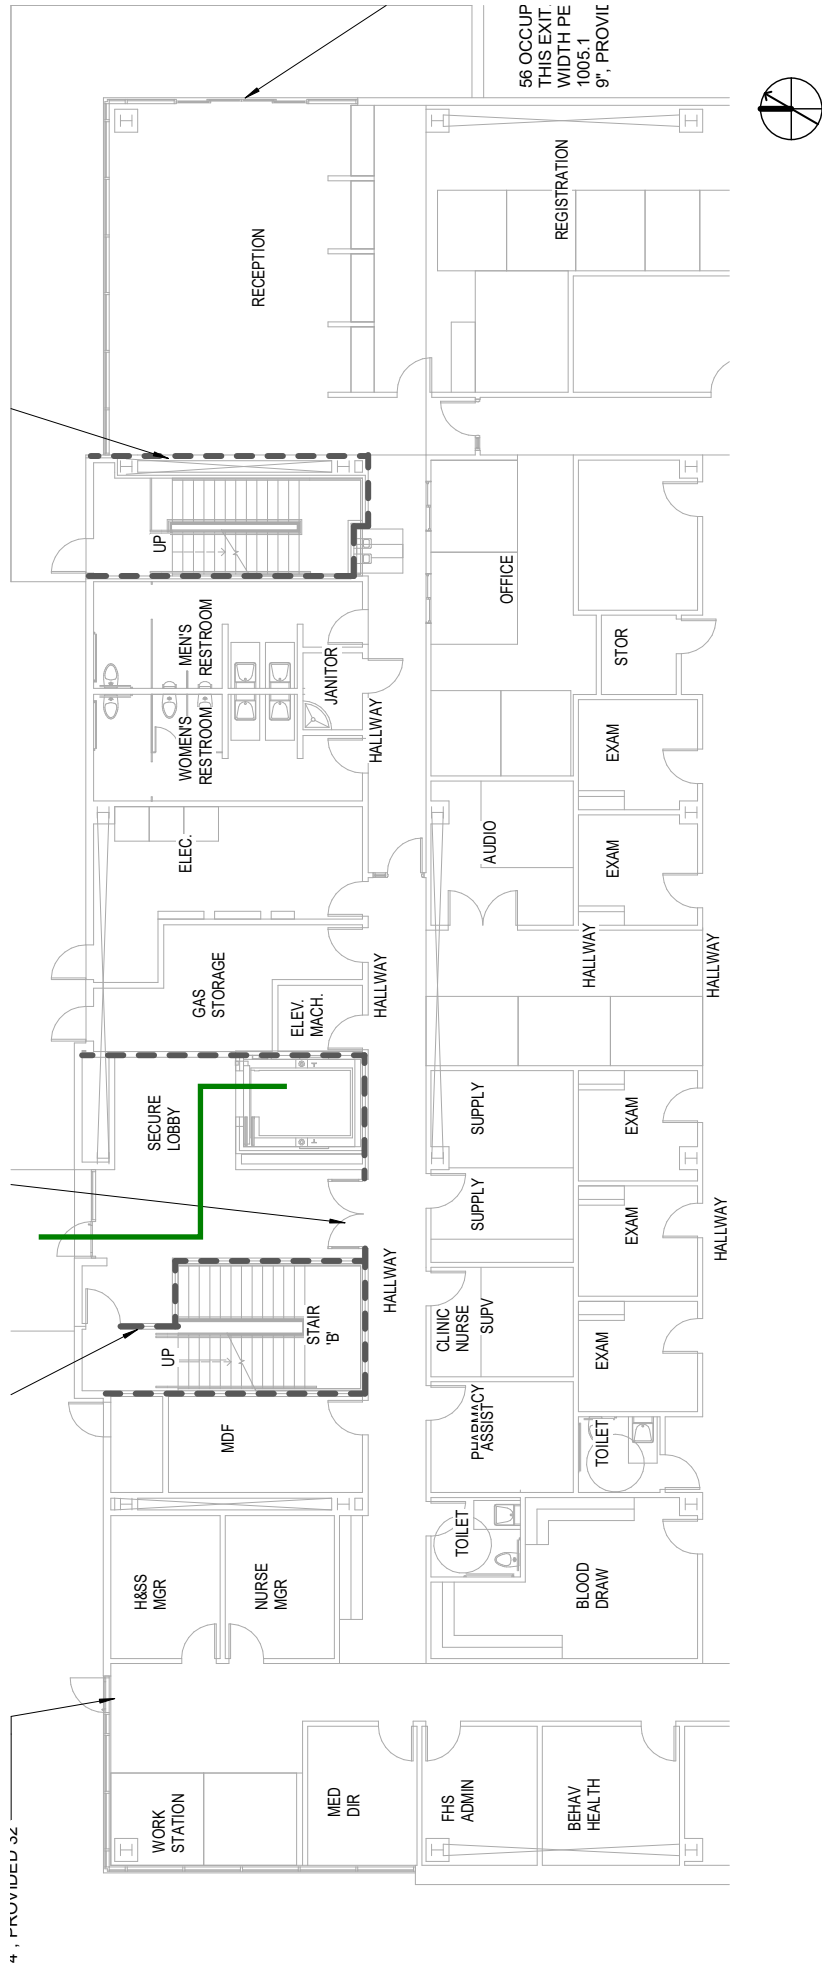 56 OCCUP
THIS EXIT.
WIDTH PE
1005.1
9", PROVID
REGISTRATION
RECEPTION
UP
OFFICE
MEN'S
RESTROOM
STOR
JANITOR
WOMEN'S
RESTROOM
HALLWAY
EXAM
ELEC.
AUDIO
EXAM
GAS
STORAGE
HALLWAY
HALLWAY
HALLWAY
ELEV.
MACH.
SECURE
LOBBY
SUPPLY
EXAM
SUPPLY
EXAM
HALLWAY
HALLWAY
STAIR
'B'
UP
CLINIC
NURSE
SUPV
EXAM
MDF
PHARMACY
ASSIST
TOILET
TOILET
H&SS
MGR
NURSE
MGR
BLOOD
DRAW
WORK
STATION
MED
DIR
FHS
ADMIN
BEHAV
HEALTH
4", PROVIDED 32